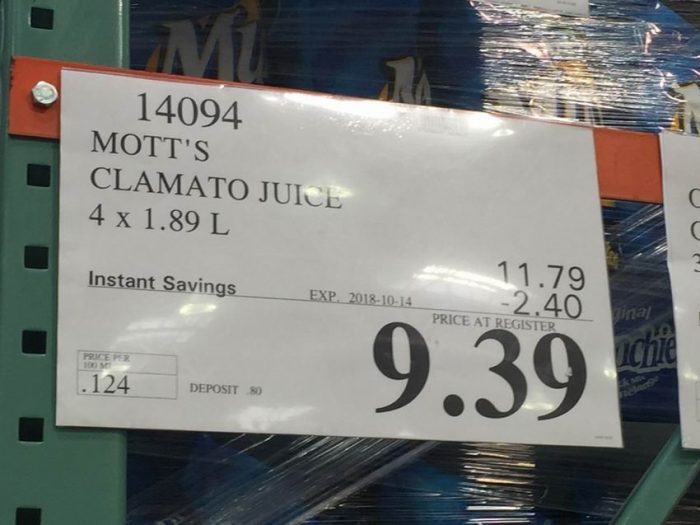 14094
MOTT'S
CLAMATO JUICE
4 x 1.89 L
11.79
Instant Savings EXP. 2018-10-14 -2.40
PRICE AT REGISTER
9.39
PRICE PER
100 ML
.124
DEPOSIT .80